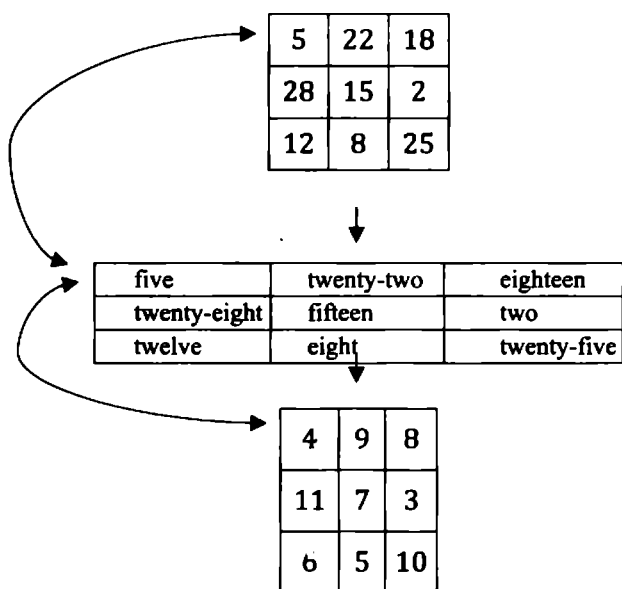 5 22 18
28 15 2
12 8 25
five twenty-two eighteen
twenty-eight fifteen two
twelve eight twenty-five
4 9 8
11 7 3
6 5 10